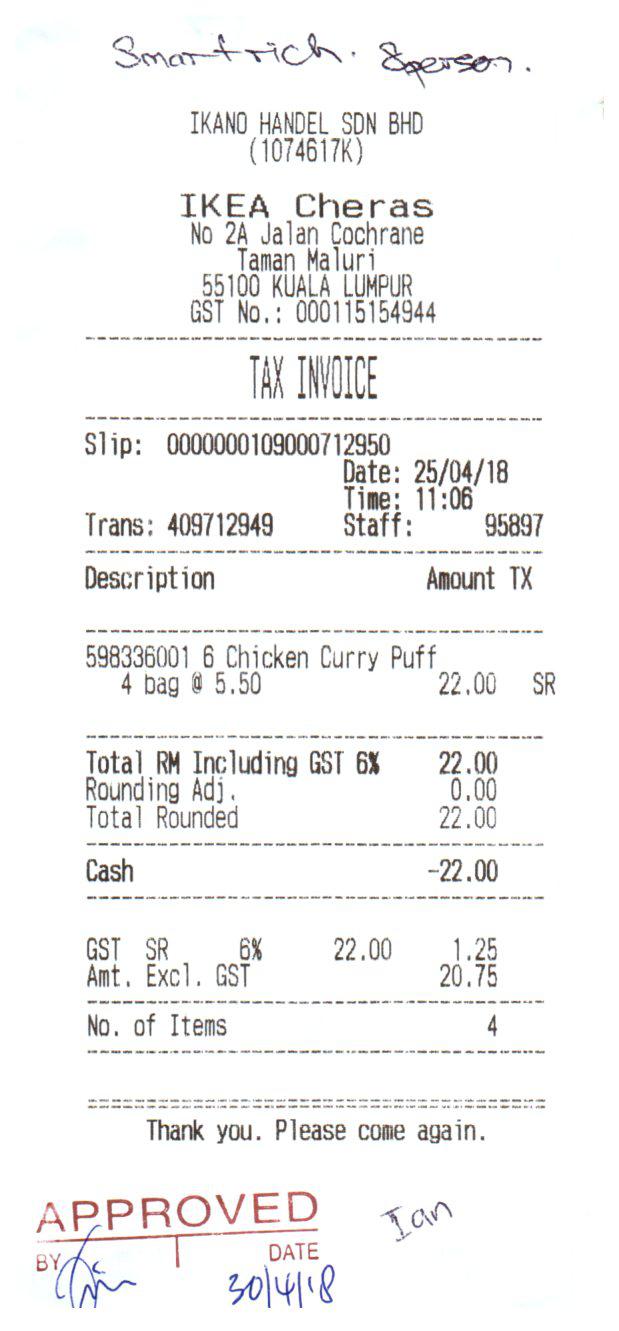 Smartrich. 8person.
IKANO HANDEL SDN BHD
(1074617K)
IKEA Cheras
No 2A Jalan Cochrane
Taman Maluri
55100 KUALA LUMPUR
GST No.: 000115154944
TAX INVOICE
Slip: 0000000109000712950
Date: 25/04/18
Time: 11:06
Trans: 409712949 Staff: 95897
Description Amount TX
598336001 6 Chicken Curry Puff
4 bag @ 5.50 22.00 SR
Total RM Including GST 6% 22.00
Rounding Adj. 0.00
Total Rounded 22.00
Cash -22.00
GST SR 6% 22.00 1.25
Amt. Excl. GST 20.75
No. of Items 4
Thank you. Please come again.
APPROVED
Ian
BY DATE
30/4/18